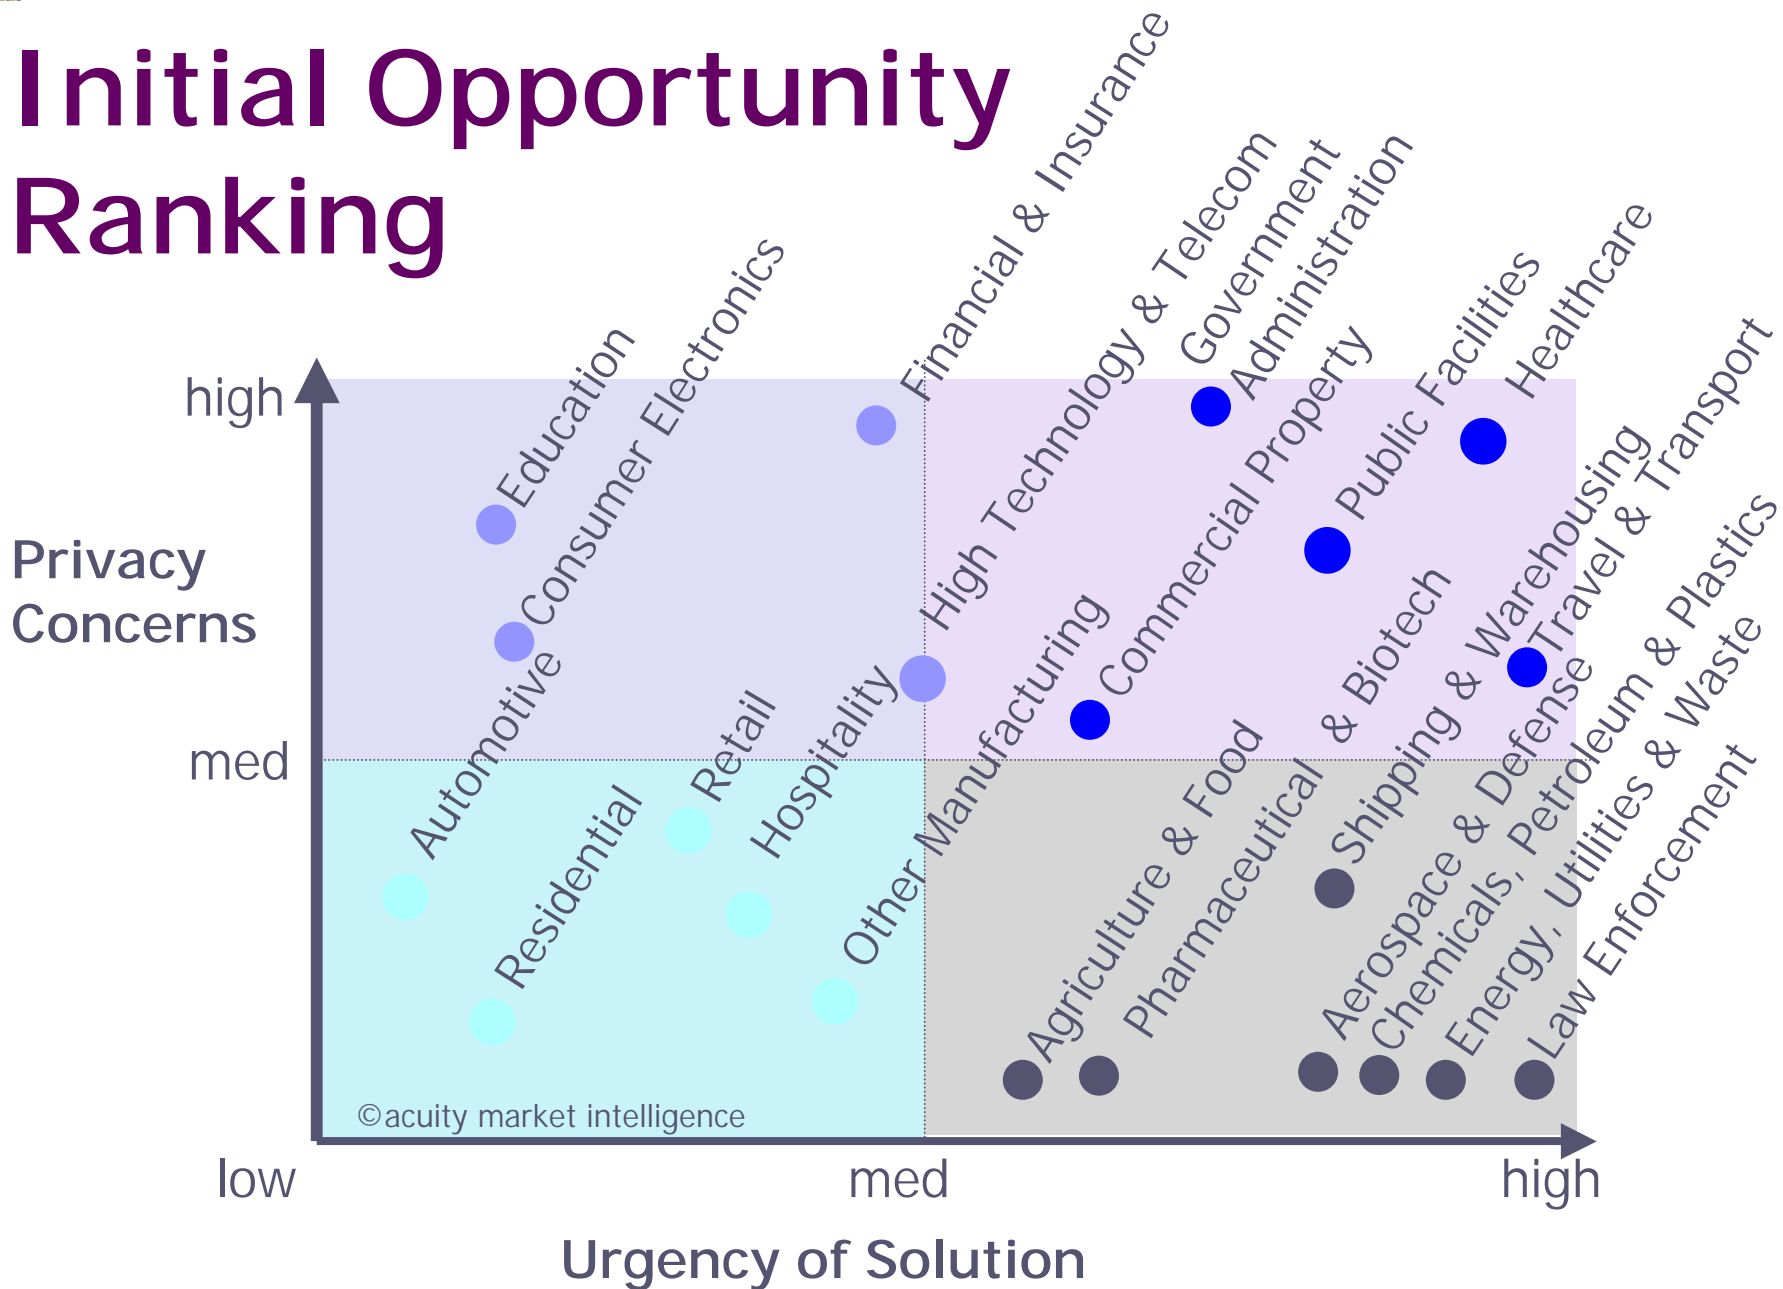 Initial Opportunity
Ranking
Financial & Insurance
High Technology & Telecom
Government
Administration
Healthcare
Public Facilities
Education
Consumer Electronics
Commercial Property
Travel & Transport
Shipping & Warehousing
high
Privacy
Concerns
med
Automotive
Residential
Retail
Hospitality
Other Manufacturing
Agriculture & Food
Pharmaceutical & Biotech
Aerospace & Defense
Chemicals, Petroleum & Plastics
Energy, Utilities & Waste
Law Enforcement
©acuity market intelligence
low
med
high
Urgency of Solution